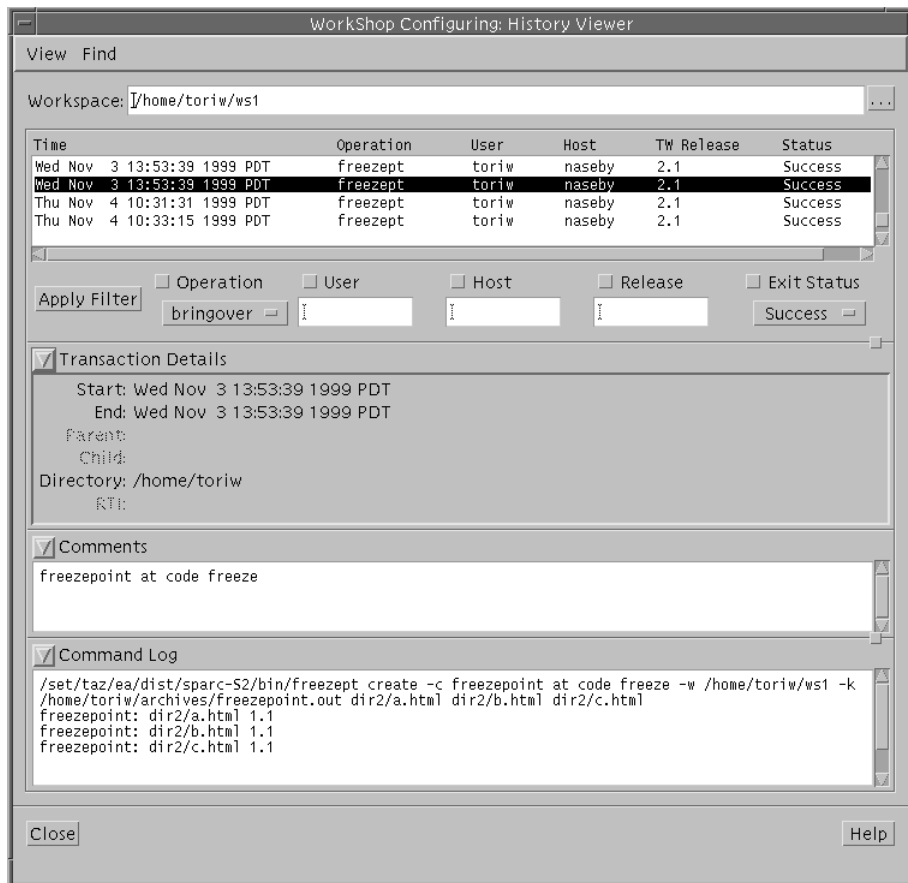 WorkShop Configuring: History Viewer
View Find
Workspace: /home/toriw/ws1 ...
Time Operation User Host TW Release Status
Wed Nov 3 13:53:39 1999 PDT freezept toriw naseby 2.1 Success
Wed Nov 3 13:53:39 1999 PDT freezept toriw naseby 2.1 Success
Thu Nov 4 10:31:31 1999 PDT freezept toriw naseby 2.1 Success
Thu Nov 4 10:33:15 1999 PDT freezept toriw naseby 2.1 Success
Operation User Host Release Exit Status
Apply Filter bringover Success
Transaction Details
Start: Wed Nov 3 13:53:39 1999 PDT
End: Wed Nov 3 13:53:39 1999 PDT
Parent:
Child:
Directory: /home/toriw
RTI:
Comments
freezepoint at code freeze
Command Log
/set/taz/ea/dist/sparc-S2/bin/freezept create -c freezepoint at code freeze -w /home/toriw/ws1 -k
/home/toriw/archives/freezepoint.out dir2/a.html dir2/b.html dir2/c.html
freezepoint: dir2/a.html 1.1
freezepoint: dir2/b.html 1.1
freezepoint: dir2/c.html 1.1
Close Help